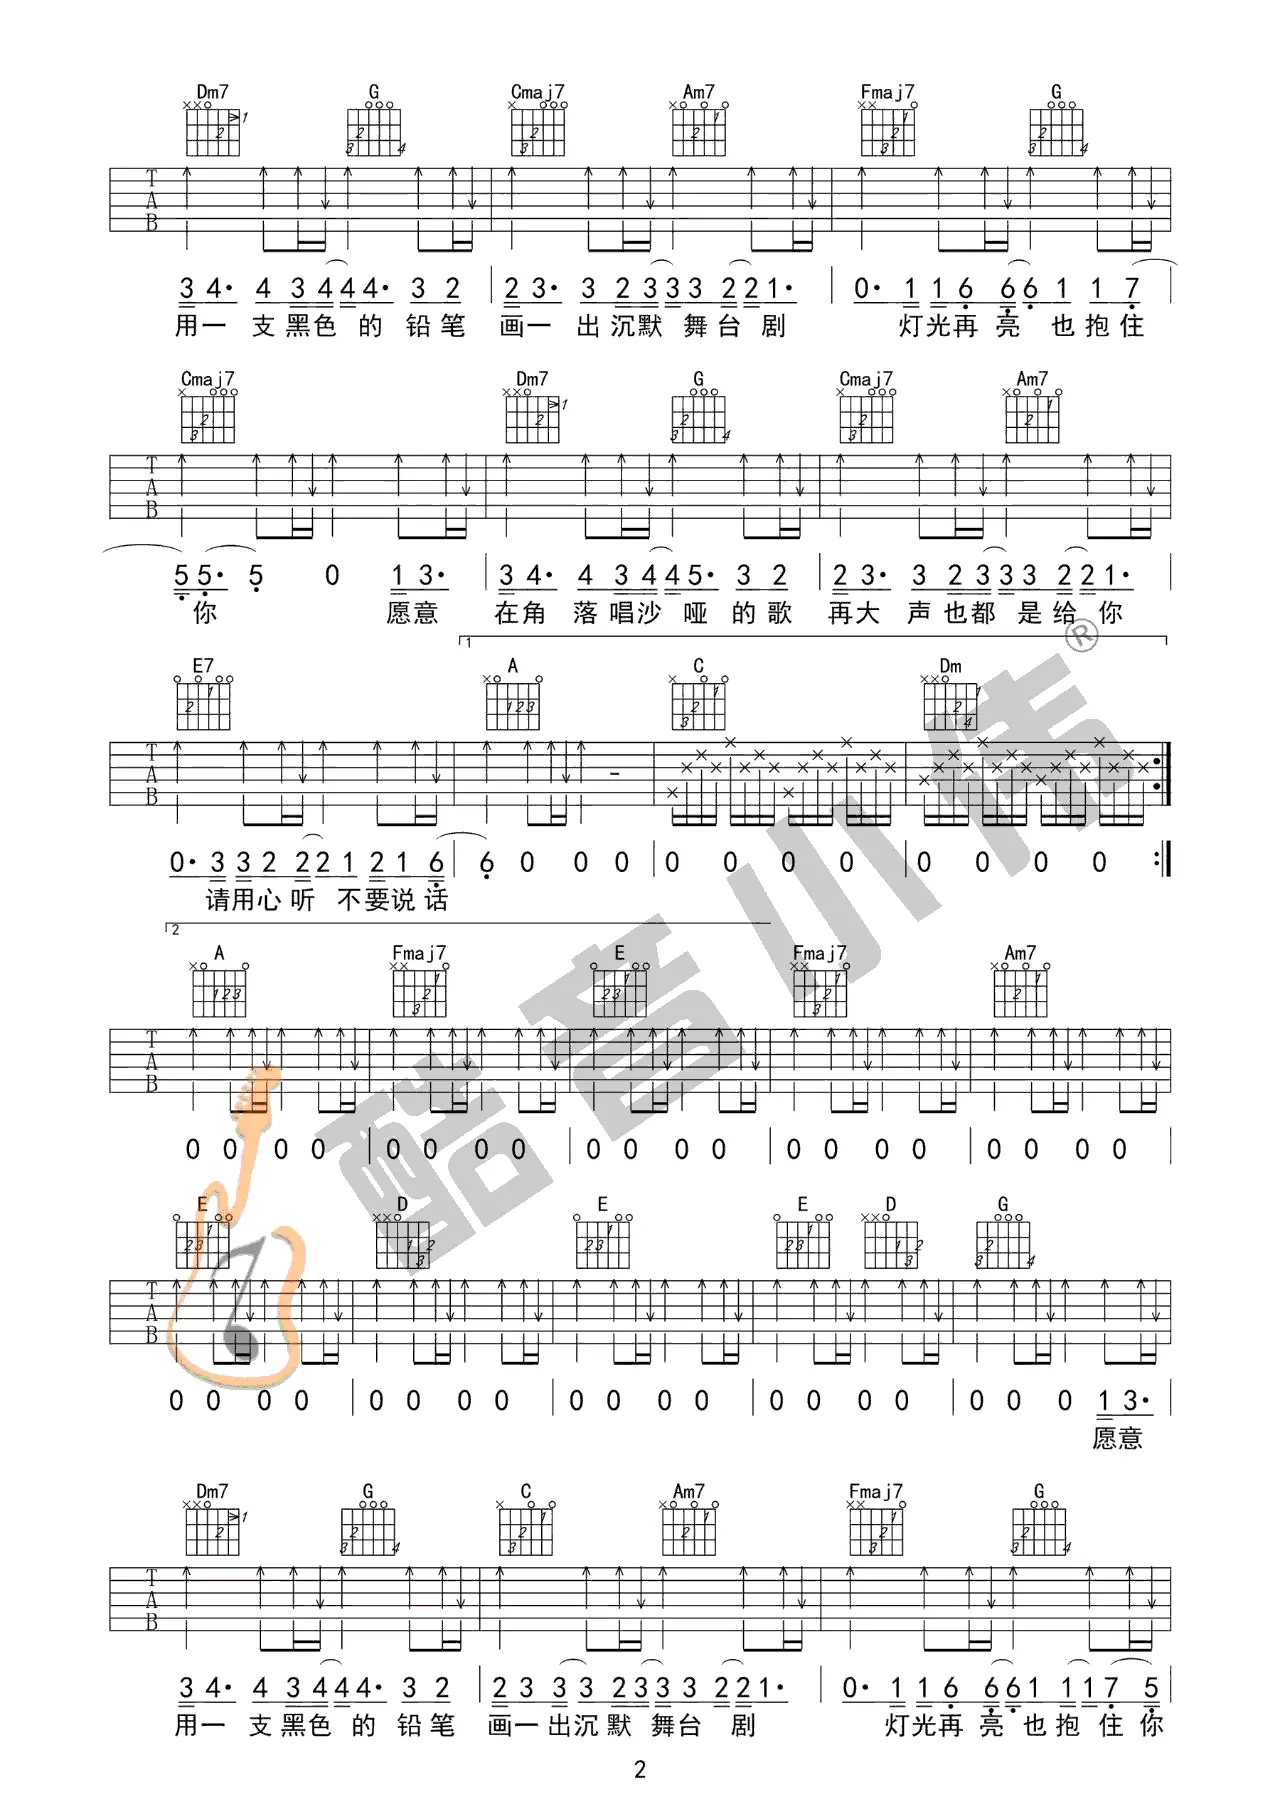 Dm7 G Cmaj7 Am7 Fmaj7 G
T
A
B
3 4· 4 3 4 4 4· 3 2 | 2 3· 3 2 3 3 3 2 2 1· | 0· 1 1 6 6 6 1 1 7
用一 支黑色 的 铅笔 画一 出沉默 舞台 剧 灯光再 亮 也抱住
Cmaj7 Dm7 G Cmaj7 Am7
T
A
B
5 5· 5 0 1 3· | 3 4· 4 3 4 4 5· 3 2 | 2 3· 3 2 3 3 3 2 2 1·
你 愿意 在角 落唱沙 哑 的歌 再大 声也都 是给 你
1
E7 A C Dm
T
A
B
0· 3 3 2 2 2 1 2 1 6 | 6 0 0 0 | 0 0 0 0 | 0 0 0 0 :|
请用心 听 不要说话
2
A Fmaj7 E Fmaj7 Am7
T
A
B
0 0 0 0 | 0 0 0 0 | 0 0 0 0 | 0 0 0 0 | 0 0 0 0
E D E E D G
T
A
B
0 0 0 0 | 0 0 0 0 | 0 0 0 0 | 0 0 0 0 | 0 0 0 1 3·
愿意
Dm7 G C Am7 Fmaj7 G
T
A
B
3 4· 4 3 4 4 4· 3 2 | 2 3 3 3 2 3 3 3 2 2 1· | 0· 1 1 6 6 6 1 1 1 7 5
用一 支黑色 的 铅笔 画一 出沉默 舞台 剧 灯光再 亮 也抱 住你
2
酷音小伟®